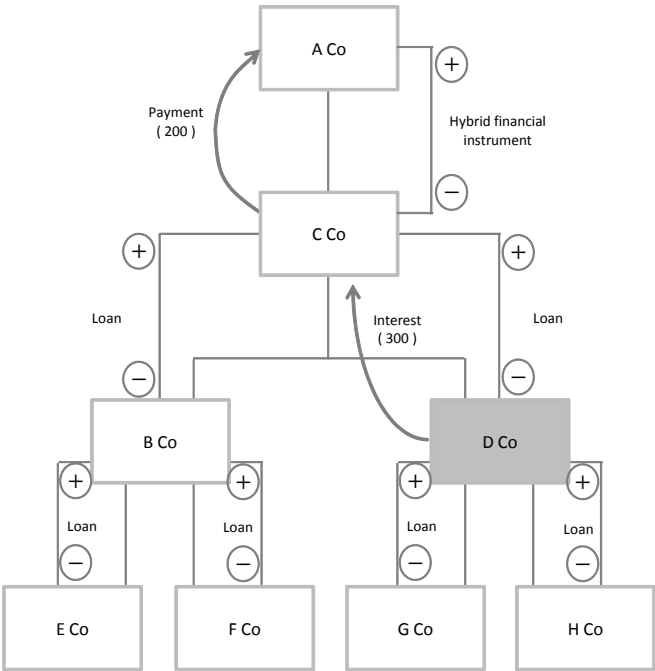 A Co
+
Payment
( 200 )
Hybrid financial
instrument
−
C Co
+
+
Loan
Interest
( 300 )
Loan
−
−
B Co
D Co
+
+
+
+
Loan
Loan
Loan
Loan
−
−
−
−
E Co
F Co
G Co
H Co